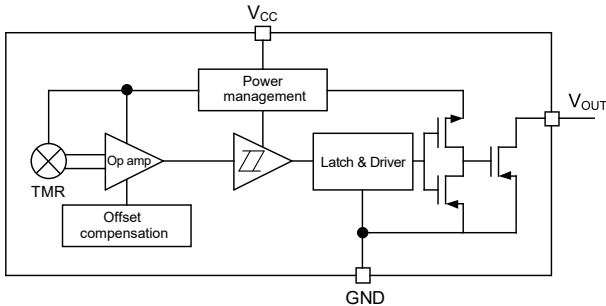 VCC
Power
management
VOUT
Op amp
Latch & Driver
TMR
Offset
compensation
GND